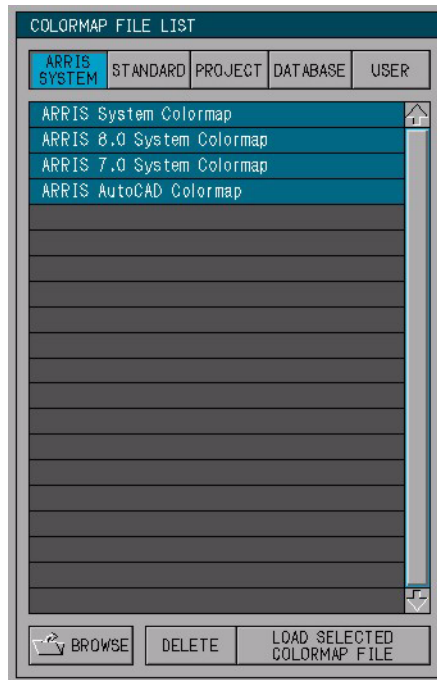 COLORMAP FILE LIST
ARRIS SYSTEM
STANDARD
PROJECT
DATABASE
USER
ARRIS System Colormap
ARRIS 8.0 System Colormap
ARRIS 7.0 System Colormap
ARRIS AutoCAD Colormap
BROWSE
DELETE
LOAD SELECTED
COLORMAP FILE